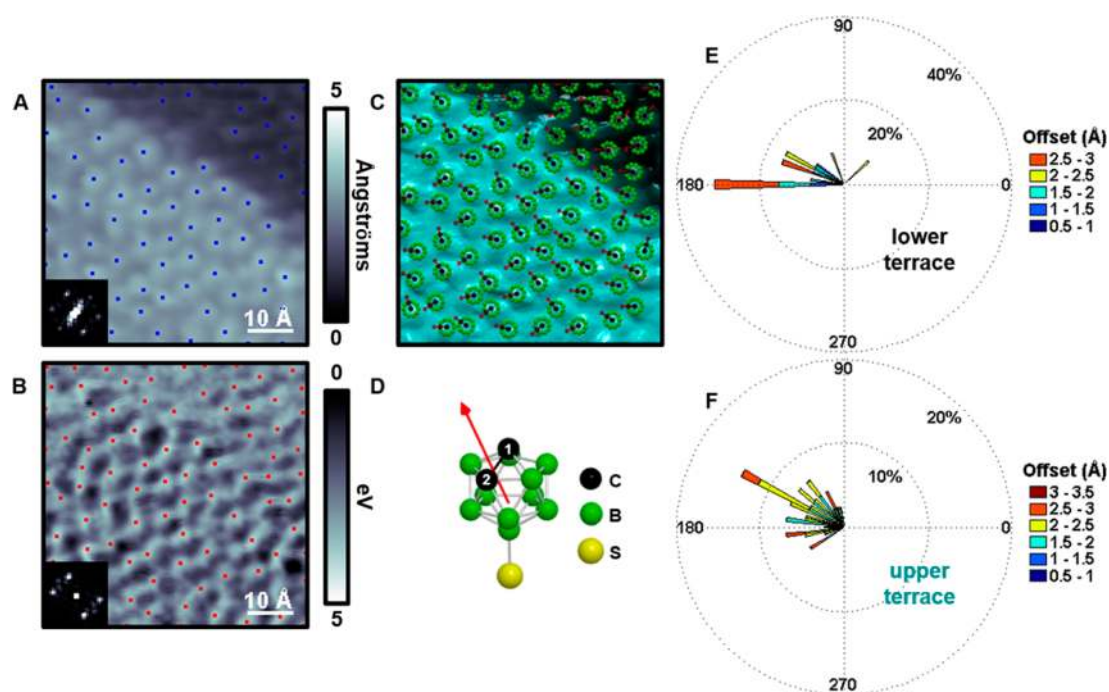 A
5
Ångströms
0
10 Å
B
0
eV
5
10 Å
C
D
1
2
C
B
S
E
90
40%
20%
180
0
270
lower
terrace
Offset (Å)
2.5 - 3
2 - 2.5
1.5 - 2
1 - 1.5
0.5 - 1
F
90
20%
10%
180
0
270
upper
terrace
Offset (Å)
3 - 3.5
2.5 - 3
2 - 2.5
1.5 - 2
1 - 1.5
0.5 - 1